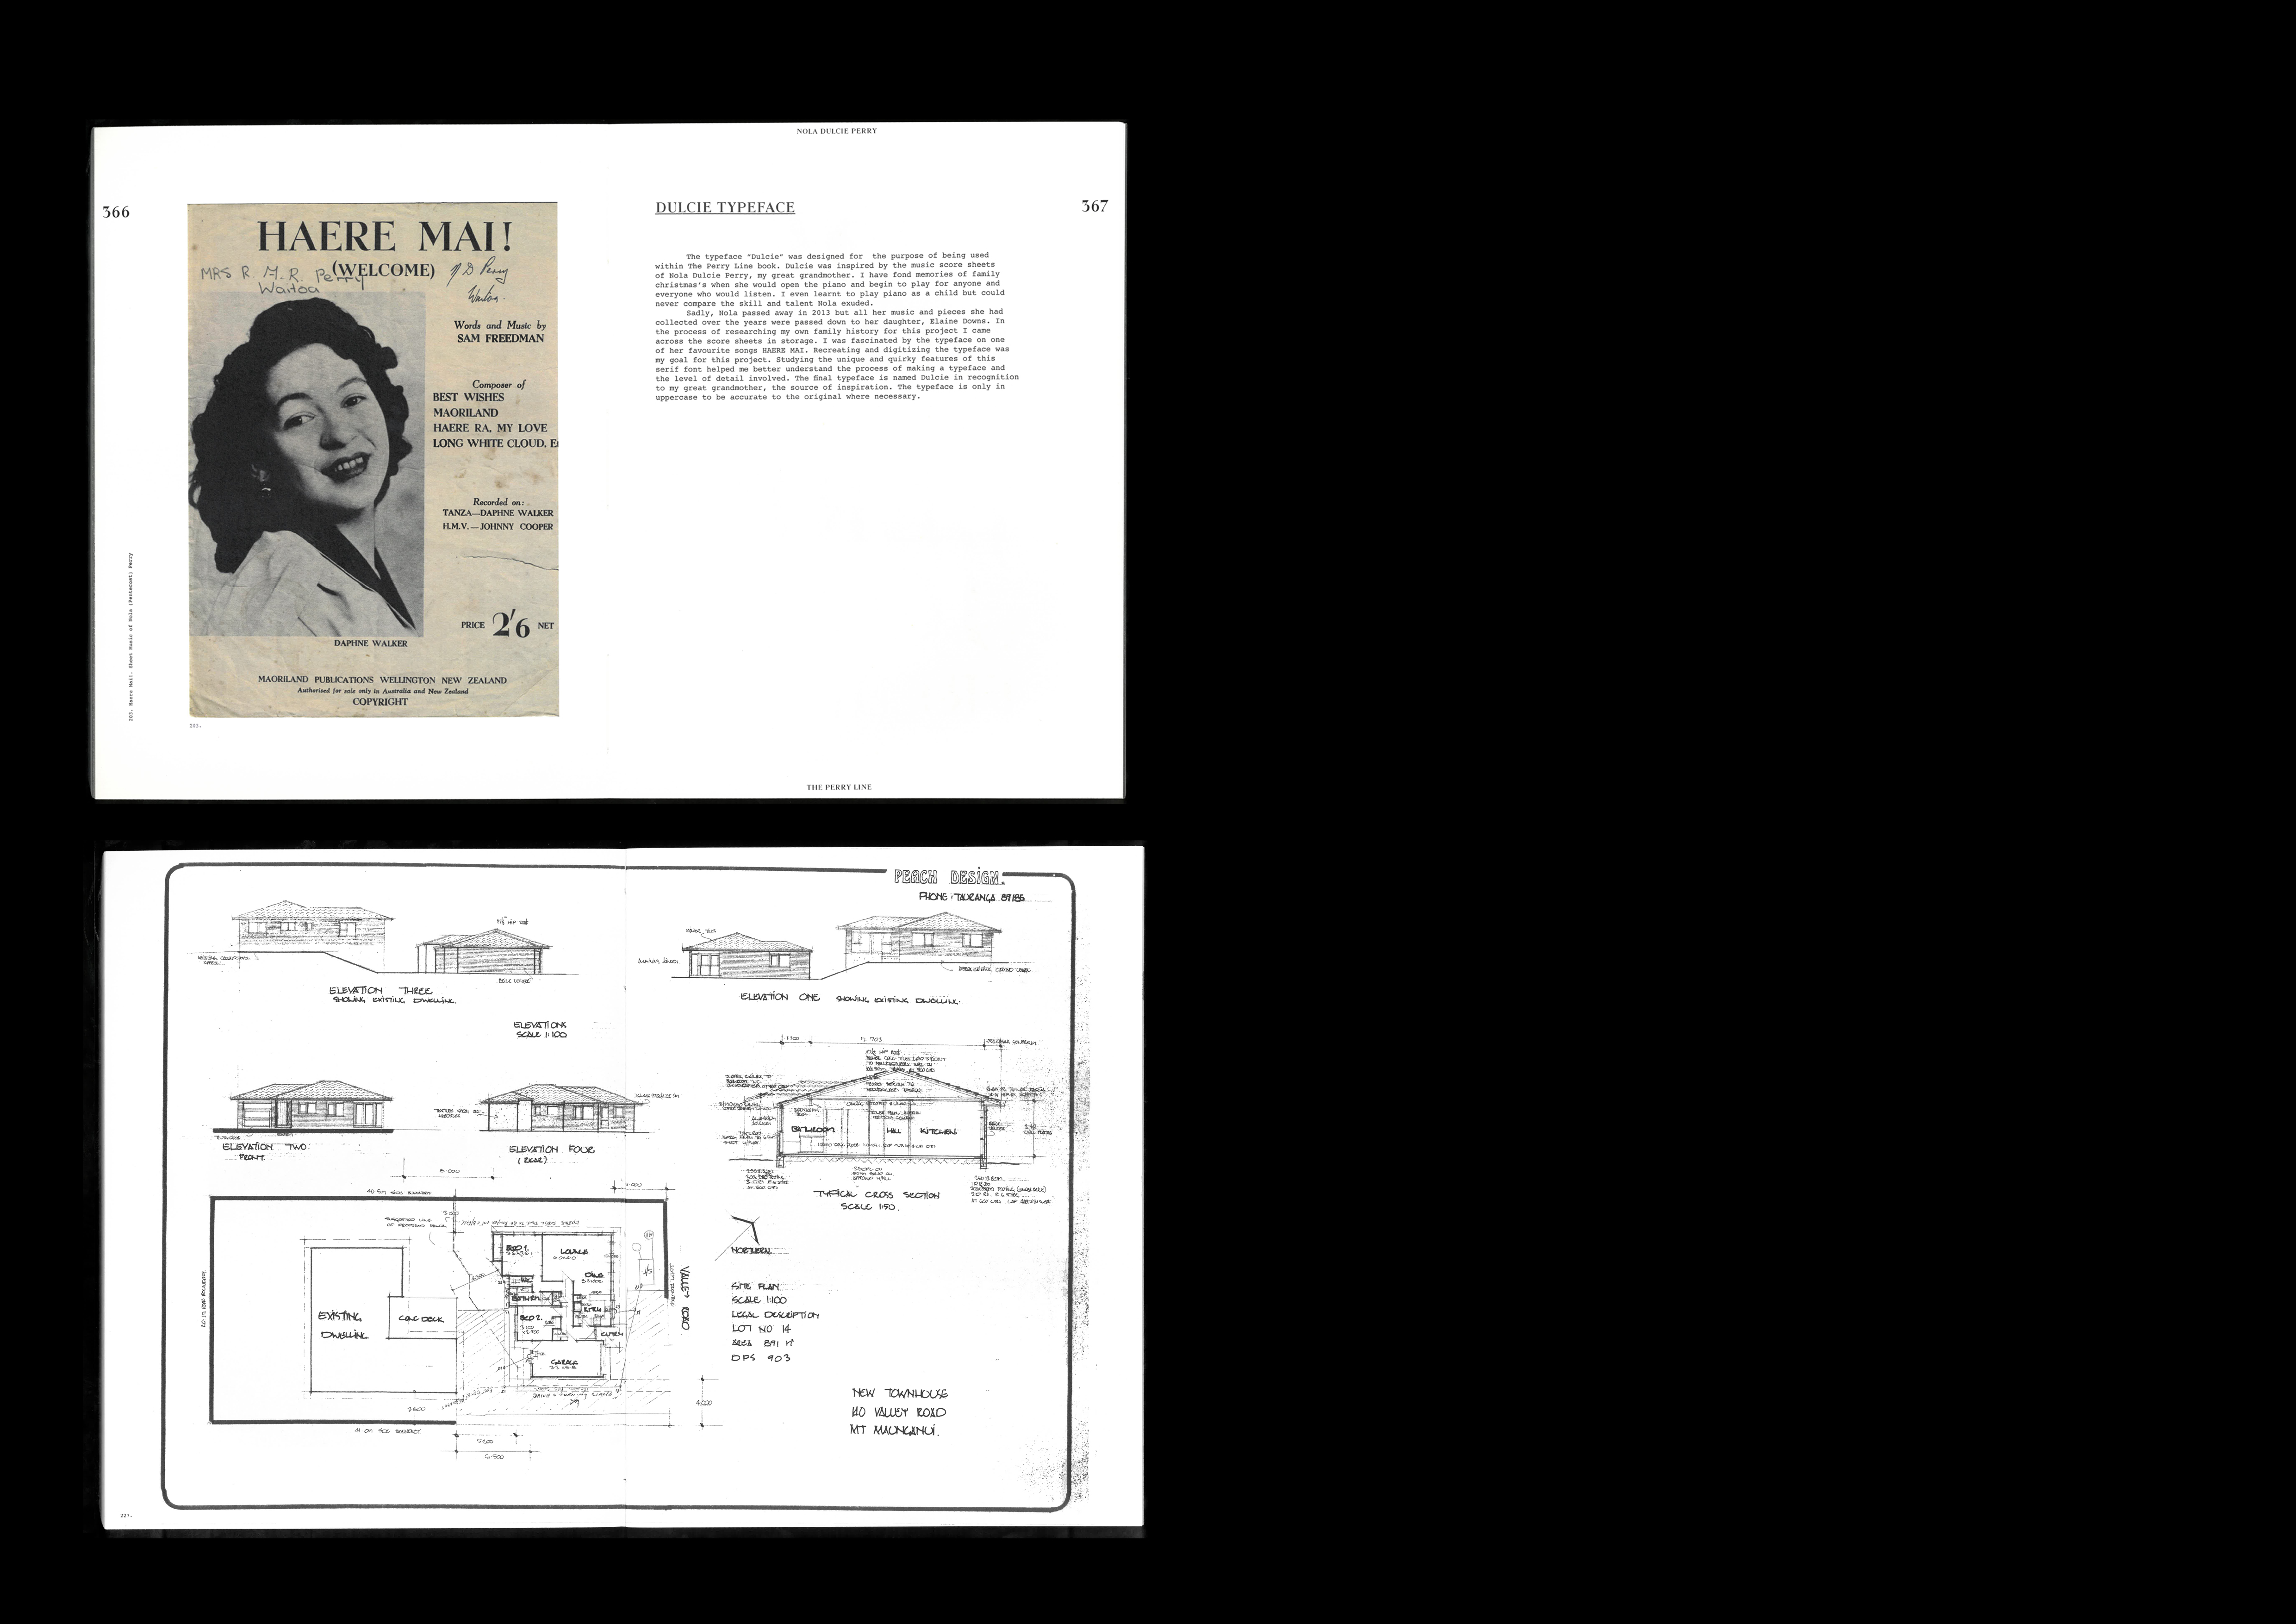 NOLA DULCIE PERRY
366
HAERE MAI!
(WELCOME)
MRS R. M. R. Perry
Waitoa
N D Perry
Waitoa.
Words and Music by
SAM FREEDMAN
Composer of
BEST WISHES
MAORILAND
HAERE RA, MY LOVE
LONG WHITE CLOUD, E
Recorded on:
TANZA—DAPHNE WALKER
H.M.V.—JOHNNY COOPER
PRICE 2'6 NET
DAPHNE WALKER
MAORILAND PUBLICATIONS WELLINGTON NEW ZEALAND
Authorised for sale only in Australia and New Zealand
COPYRIGHT
203. Haere Mai. Sheet Music of Nola (Pentecost) Perry
DULCIE TYPEFACE
367
The typeface "Dulcie" was designed for the purpose of being used
within The Perry Line book. Dulcie was inspired by the music score sheets
of Nola Dulcie Perry, my great grandmother. I have fond memories of family
christmas's when she would open the piano and begin to play for anyone and
everyone who would listen. I even learnt to play piano as a child but could
never compare the skill and talent Nola exuded.
Sadly, Nola passed away in 2013 but all her music and pieces she had
collected over the years were passed down to her daughter, Elaine Downs. In
the process of researching my own family history for this project I came
across the score sheets in storage. I was fascinated by the typeface on one
of her favourite songs HAERE MAI. Recreating and digitizing the typeface was
my goal for this project. Studying the unique and quirky features of this
serif font helped me better understand the process of making a typeface and
the level of detail involved. The final typeface is named Dulcie in recognition
to my great grandmother, the source of inspiration. The typeface is only in
uppercase to be accurate to the original where necessary.
THE PERRY LINE
PEACH DESIGN.
PHONE: TAURANGA 89186
ELEVATION THREE
SHOWING EXISTING DWELLING.
ELEVATION ONE SHOWING EXISTING DWELLING.
ELEVATIONS
SCALE 1:100
ELEVATION TWO
FRONT.
ELEVATION FOUR
(REAR)
BATHROOM
HALL
KITCHEN
TYPICAL CROSS SECTION
SCALE 1:50.
NORTHERN
BED 1.
LOUNGE
BED 2.
ENTRY
GARAGE
EXISTING
DWELLING
CONC DECK
DRIVE & TURNING CIRCLE
VALLEY ROAD
SITE PLAN
SCALE 1:100
LEGAL DESCRIPTION
LOT NO 14
AREA 891 m²
DPS 903
4000
5200
6·500
NEW TOWNHOUSE
140 VALLEY ROAD
MT MAUNGANUI.
227.